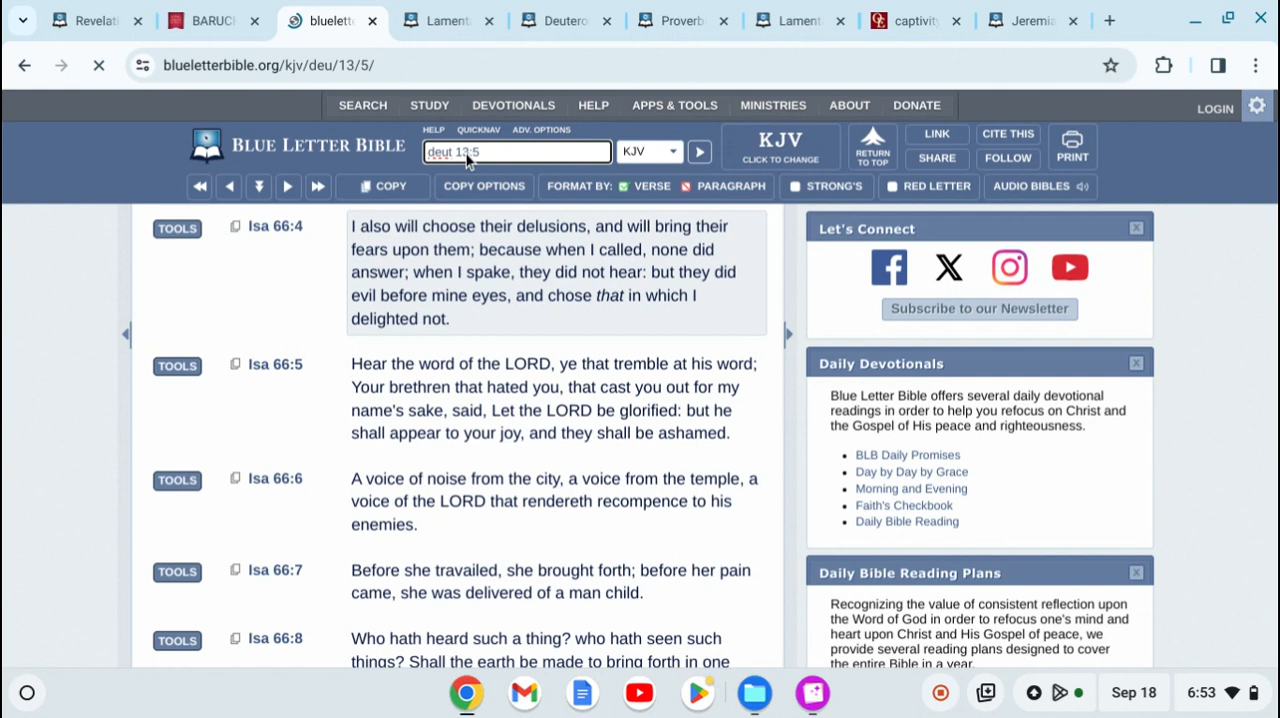 Revelati
BARUCH
bluelett
Lament
Deutero
Proverb
Lament
captivity
Jeremia
blueletterbible.org/kjv/deu/13/5/
SEARCH STUDY DEVOTIONALS HELP APPS & TOOLS MINISTRIES ABOUT DONATE
LOGIN
BLUE LETTER BIBLE
HELP QUICKNAV ADV. OPTIONS
deut 13:5
KJV
KJV
CLICK TO CHANGE
RETURN
TO TOP
LINK
CITE THIS
SHARE
FOLLOW
PRINT
COPY
COPY OPTIONS
FORMAT BY: VERSE PARAGRAPH
STRONG'S
RED LETTER
AUDIO BIBLES
TOOLS Isa 66:4
I also will choose their delusions, and will bring their
fears upon them; because when I called, none did
answer; when I spake, they did not hear: but they did
evil before mine eyes, and chose that in which I
delighted not.
TOOLS Isa 66:5
Hear the word of the LORD, ye that tremble at his word;
Your brethren that hated you, that cast you out for my
name's sake, said, Let the LORD be glorified: but he
shall appear to your joy, and they shall be ashamed.
TOOLS Isa 66:6
A voice of noise from the city, a voice from the temple, a
voice of the LORD that rendereth recompence to his
enemies.
TOOLS Isa 66:7
Before she travailed, she brought forth; before her pain
came, she was delivered of a man child.
TOOLS Isa 66:8
Who hath heard such a thing? who hath seen such
things? Shall the earth be made to bring forth in one
Let's Connect
Subscribe to our Newsletter
Daily Devotionals
Blue Letter Bible offers several daily devotional
readings in order to help you refocus on Christ and
the Gospel of His peace and righteousness.
BLB Daily Promises
Day by Day by Grace
Morning and Evening
Faith's Checkbook
Daily Bible Reading
Daily Bible Reading Plans
Recognizing the value of consistent reflection upon
the Word of God in order to refocus one's mind and
heart upon Christ and His Gospel of peace, we
provide several reading plans designed to cover
the entire Bible in a year.
Sep 18
6:53